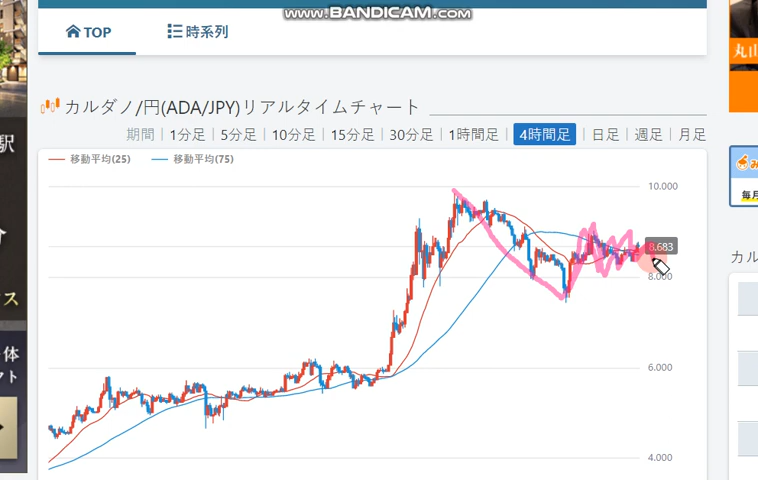 www.BANDICAM.com
TOP
時系列
カルダノ/円(ADA/JPY)リアルタイムチャート
期間 | 1分足 | 5分足 | 10分足 | 15分足 | 30分足 | 1時間足 | 4時間足 | 日足 | 週足 | 月足
移動平均(25) 移動平均(75)
10.000
8.683
8.000
6.000
4.000
駅
ス
体
クト
丸山
毎月
カル